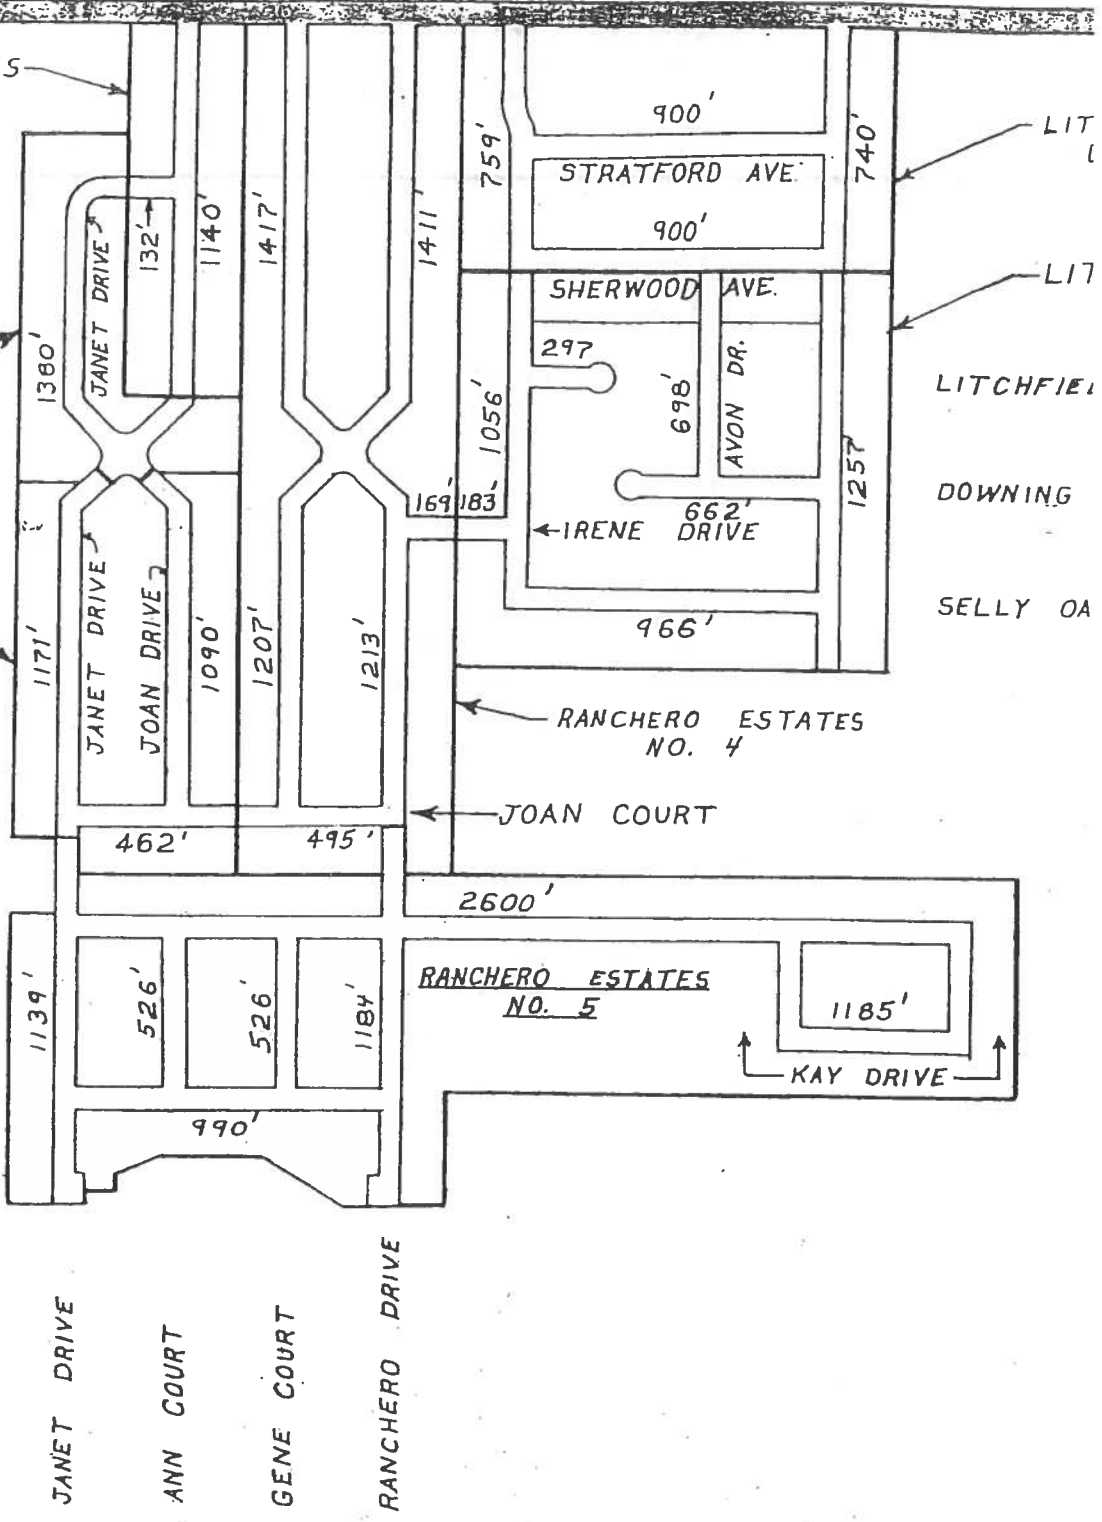 S
LIT
L
900'
759'
740'
STRATFORD AVE.
900'
132'
1140'
1417'
1411'
JANET DRIVE
1380'
SHERWOOD AVE.
LIT
297
1056'
698'
AVON DR.
1257'
LITCHFIEL
DOWNING
169'
183'
662'
IRENE DRIVE
SELLY OA
966'
1171'
JANET DRIVE
JOAN DRIVE
1090'
1207'
1213'
RANCHERO ESTATES
NO. 4
JOAN COURT
462'
495'
2600'
1139'
526'
526'
1184'
RANCHERO ESTATES
NO. 5
1185'
KAY DRIVE
990'
JANET DRIVE
ANN COURT
GENE COURT
RANCHERO DRIVE